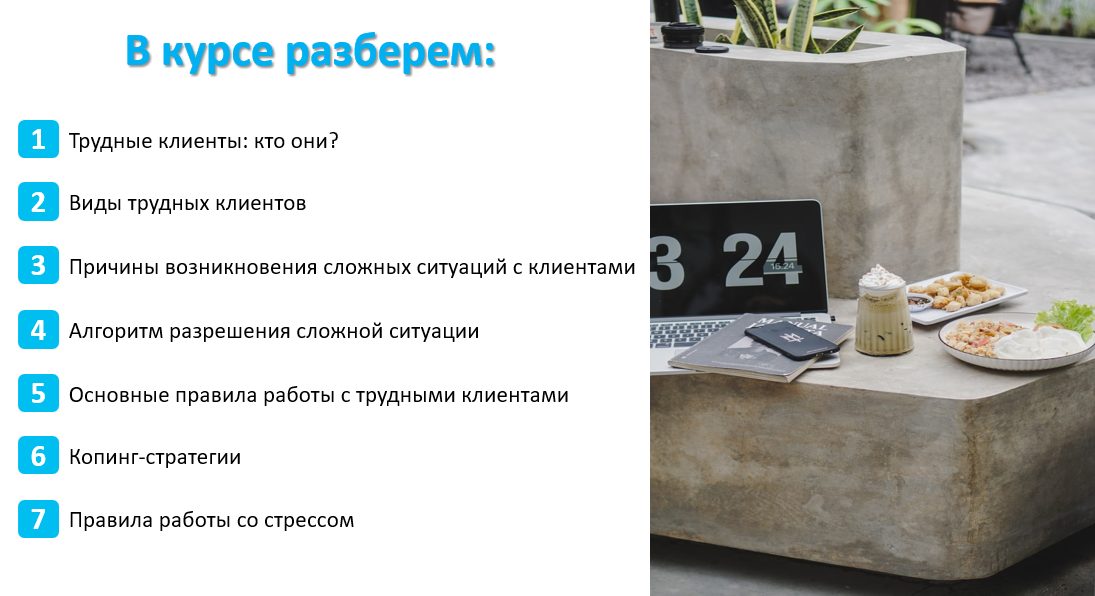 В курсе разберем:
1 Трудные клиенты: кто они?
2 Виды трудных клиентов
3 Причины возникновения сложных ситуаций с клиентами
4 Алгоритм разрешения сложной ситуации
5 Основные правила работы с трудными клиентами
6 Копинг-стратегии
7 Правила работы со стрессом
3 24
15.24